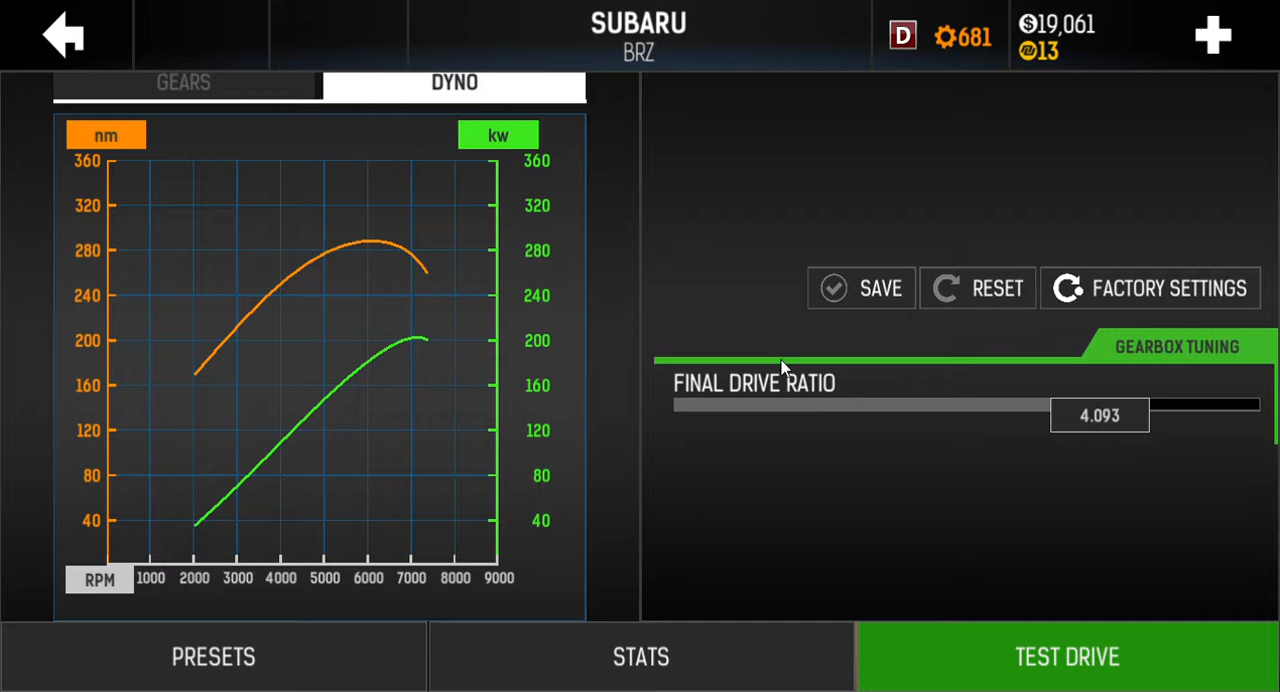 SUBARU
BRZ
D
681
19,061
13
GEARS
DYNO
nm
kw
360
360
320
320
280
280
240
240
200
200
160
160
120
120
80
80
40
40
RPM
1000 2000 3000 4000 5000 6000 7000 8000 9000
SAVE
RESET
FACTORY SETTINGS
GEARBOX TUNING
FINAL DRIVE RATIO
4.093
PRESETS
STATS
TEST DRIVE